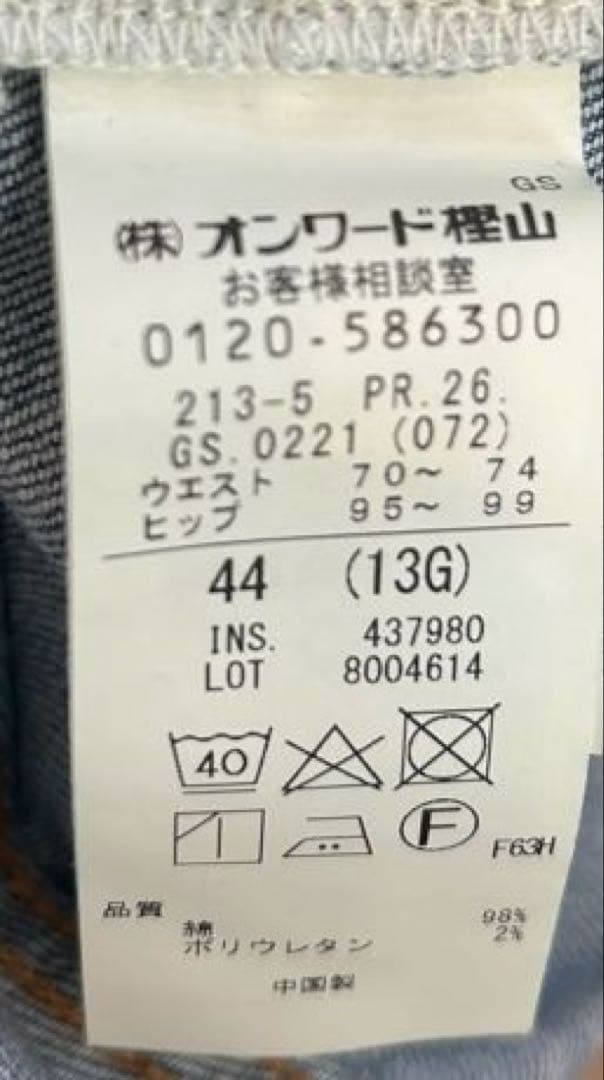 GS
㈱オンワード樫山
お客様相談室
0120-586300
213-5 PR.26.
GS.0221 (072)
ウエスト 70～ 74
ヒップ 95～ 99
44 (13G)
INS. 437980
LOT 8004614
40
F
F63H
品質
綿 98%
ポリウレタン 2%
中国製